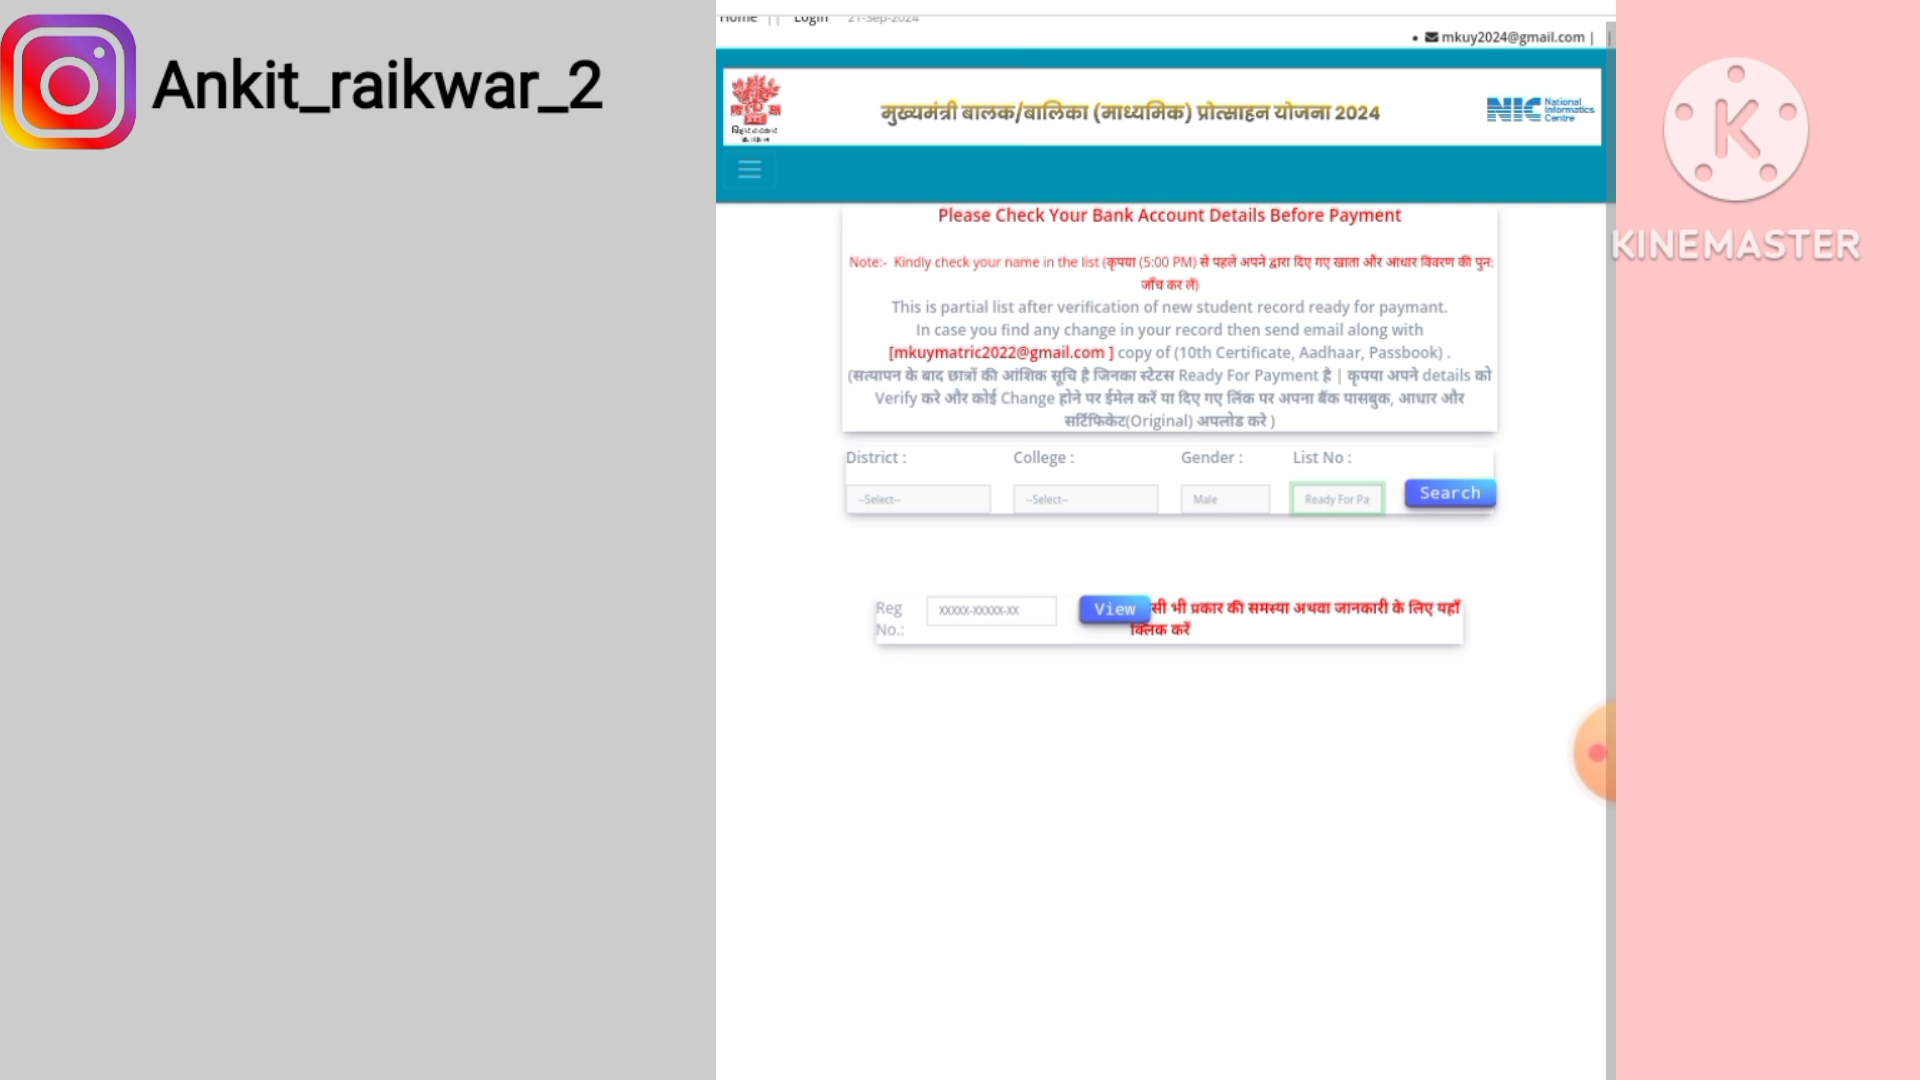 Ankit_raikwar_2
Home || Login 21-Sep-2024
mkuy2024@gmail.com |
मुख्यमंत्री बालक/बालिका (माध्यमिक) प्रोत्साहन योजना 2024
NIC National Informatics Centre
KINEMASTER
Please Check Your Bank Account Details Before Payment
Note:- Kindly check your name in the list (कृपया (5:00 PM) से पहले अपने द्वारा दिए गए खाता और आधार विवरण की पुन:
जाँच कर लें)
This is partial list after verification of new student record ready for paymant.
In case you find any change in your record then send email along with
[mkuymatric2022@gmail.com ] copy of (10th Certificate, Aadhaar, Passbook) .
(सत्यापन के बाद छात्रों की आंशिक सूचि है जिनका स्टेटस Ready For Payment है | कृपया अपने details को
Verify करे और कोई Change होने पर ईमेल करें या दिए गए लिंक पर अपना बैंक पासबुक, आधार और
सर्टिफिकेट(Original) अपलोड करे )
District : College : Gender : List No :
--Select-- --Select-- Male Ready For Pa Search
Reg No.: XXXXX-XXXXX-XX View सी भी प्रकार की समस्या अथवा जानकारी के लिए यहाँ
क्लिक करें